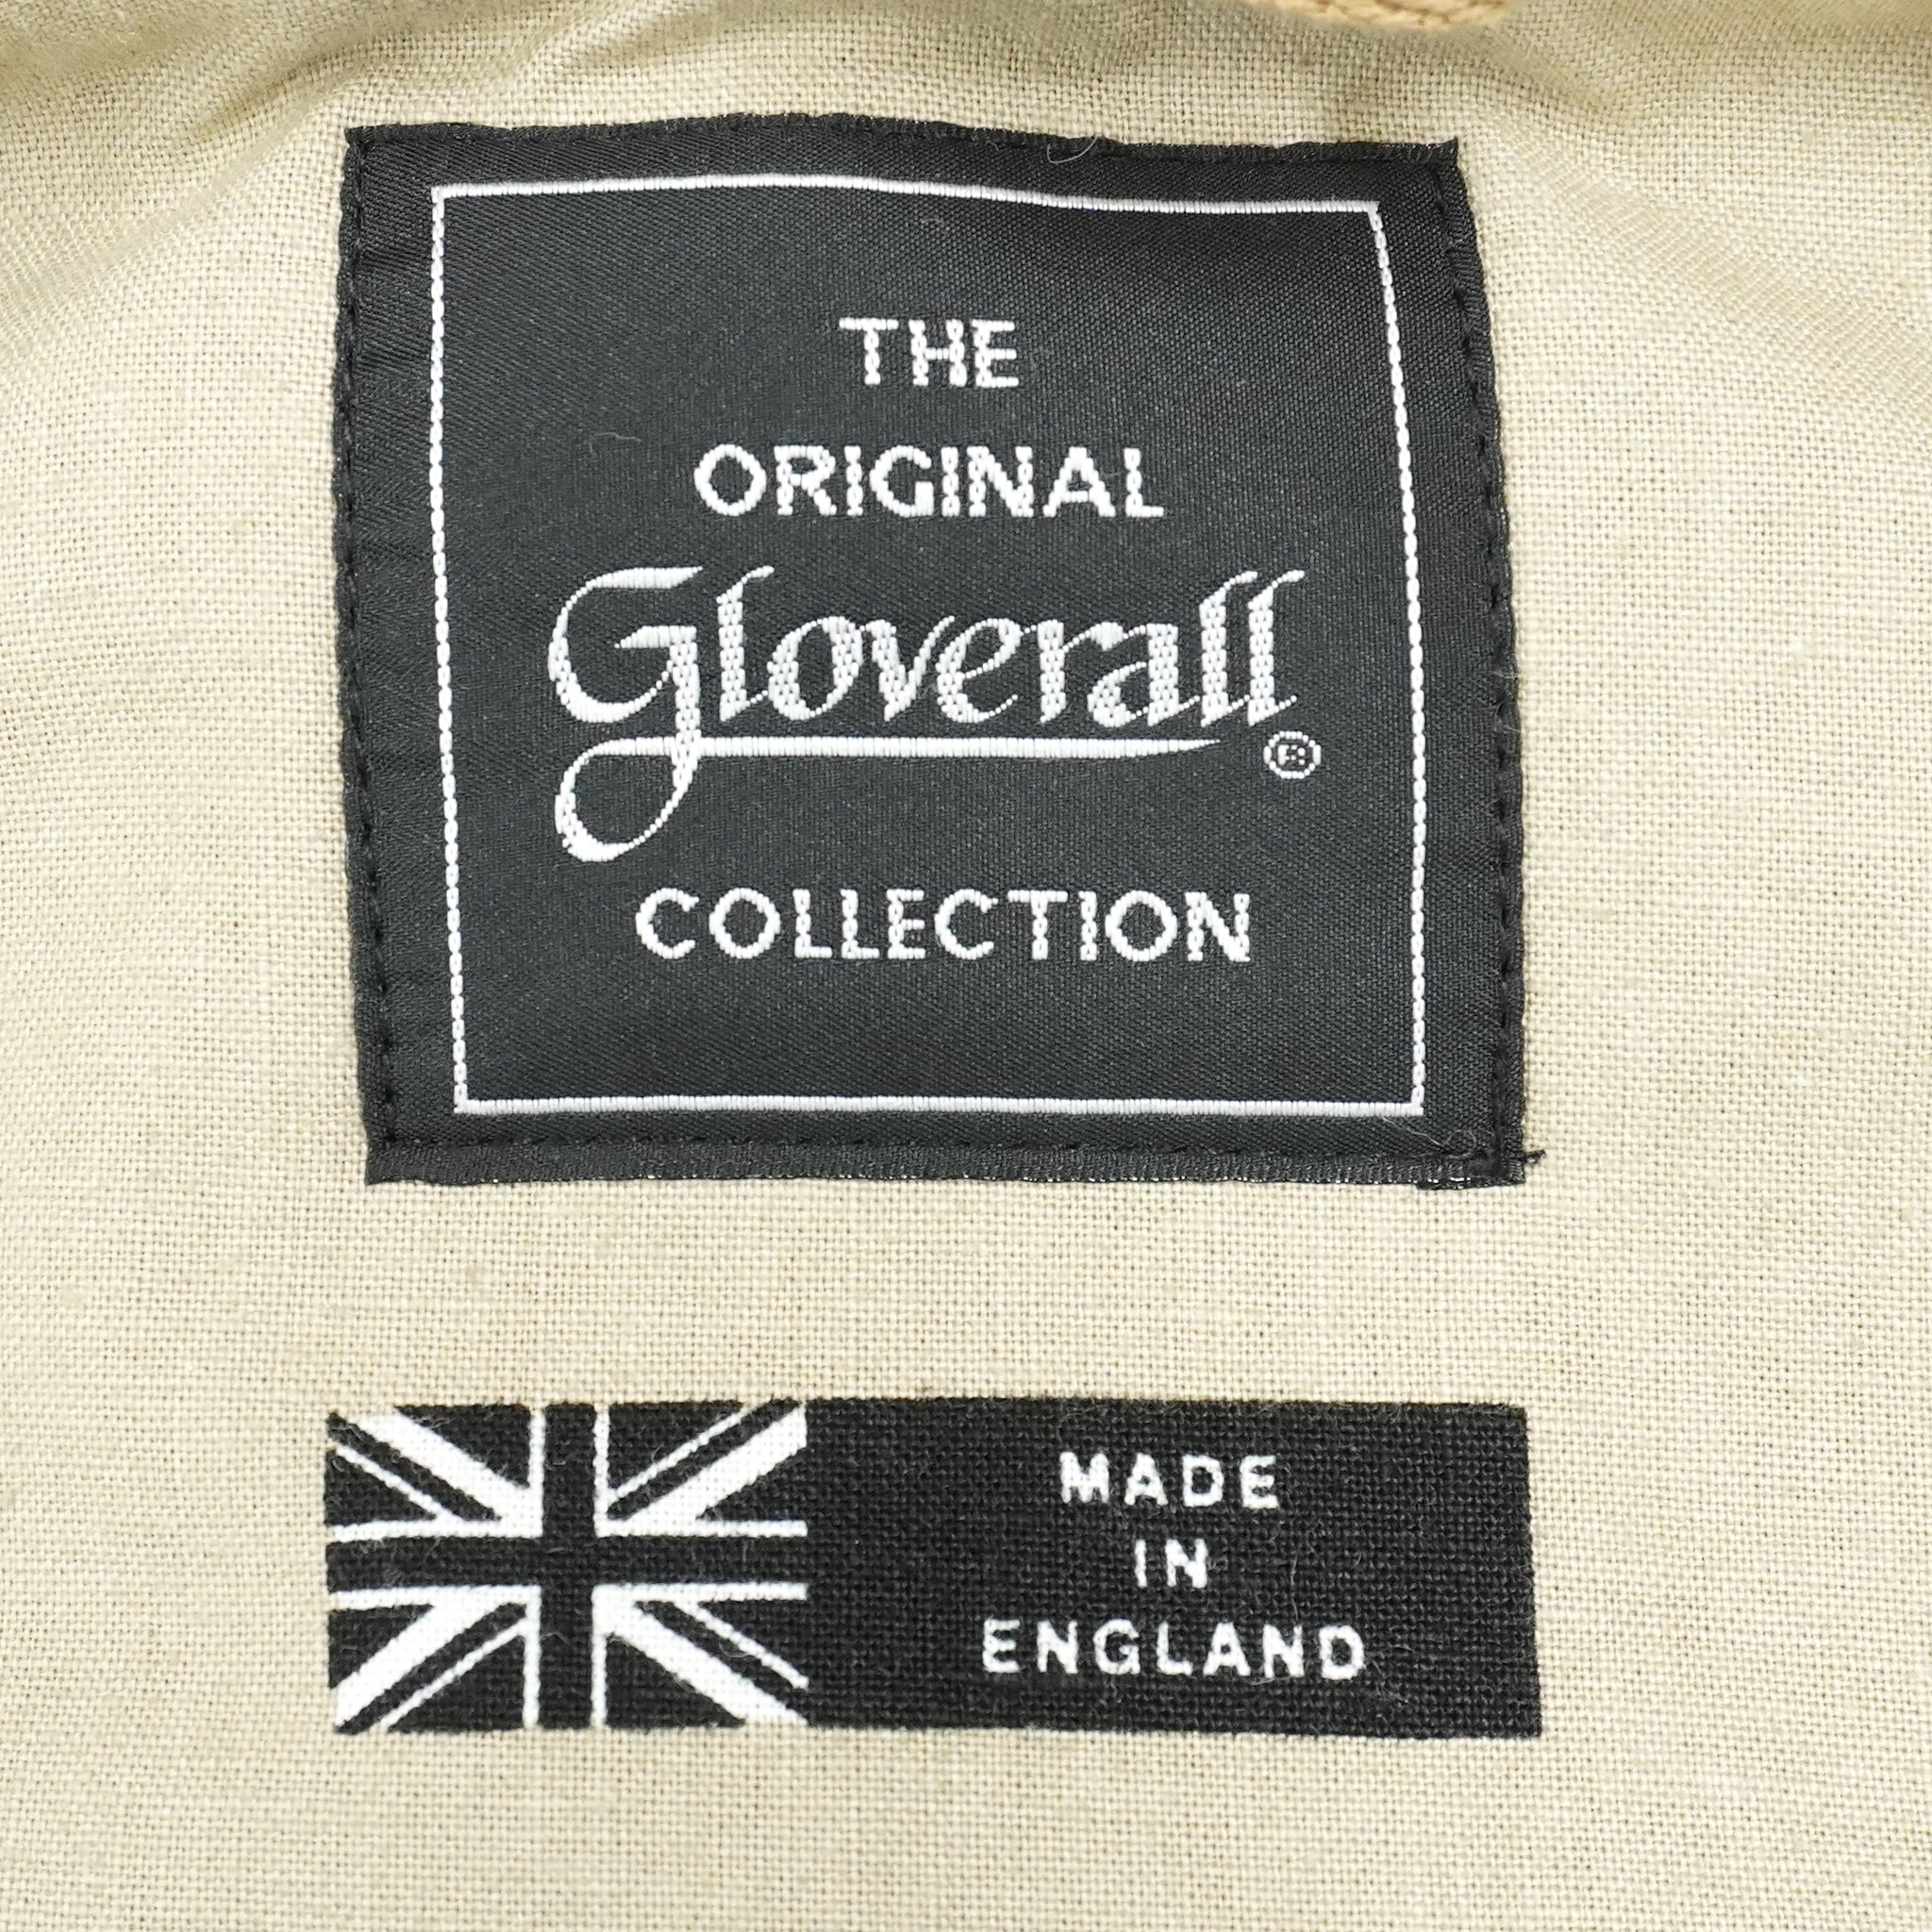 THE
ORIGINAL
Gloverall®
COLLECTION
MADE
IN
ENGLAND